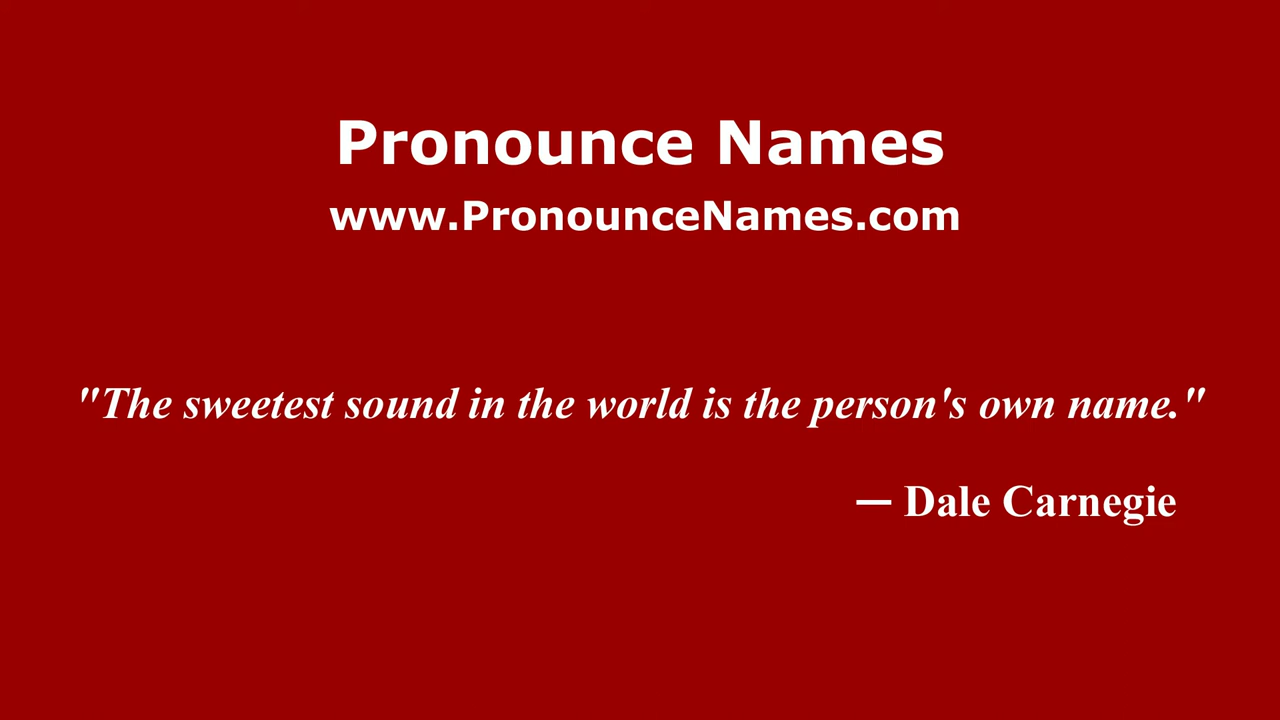 Pronounce Names
www.PronounceNames.com
"The sweetest sound in the world is the person's own name."
— Dale Carnegie